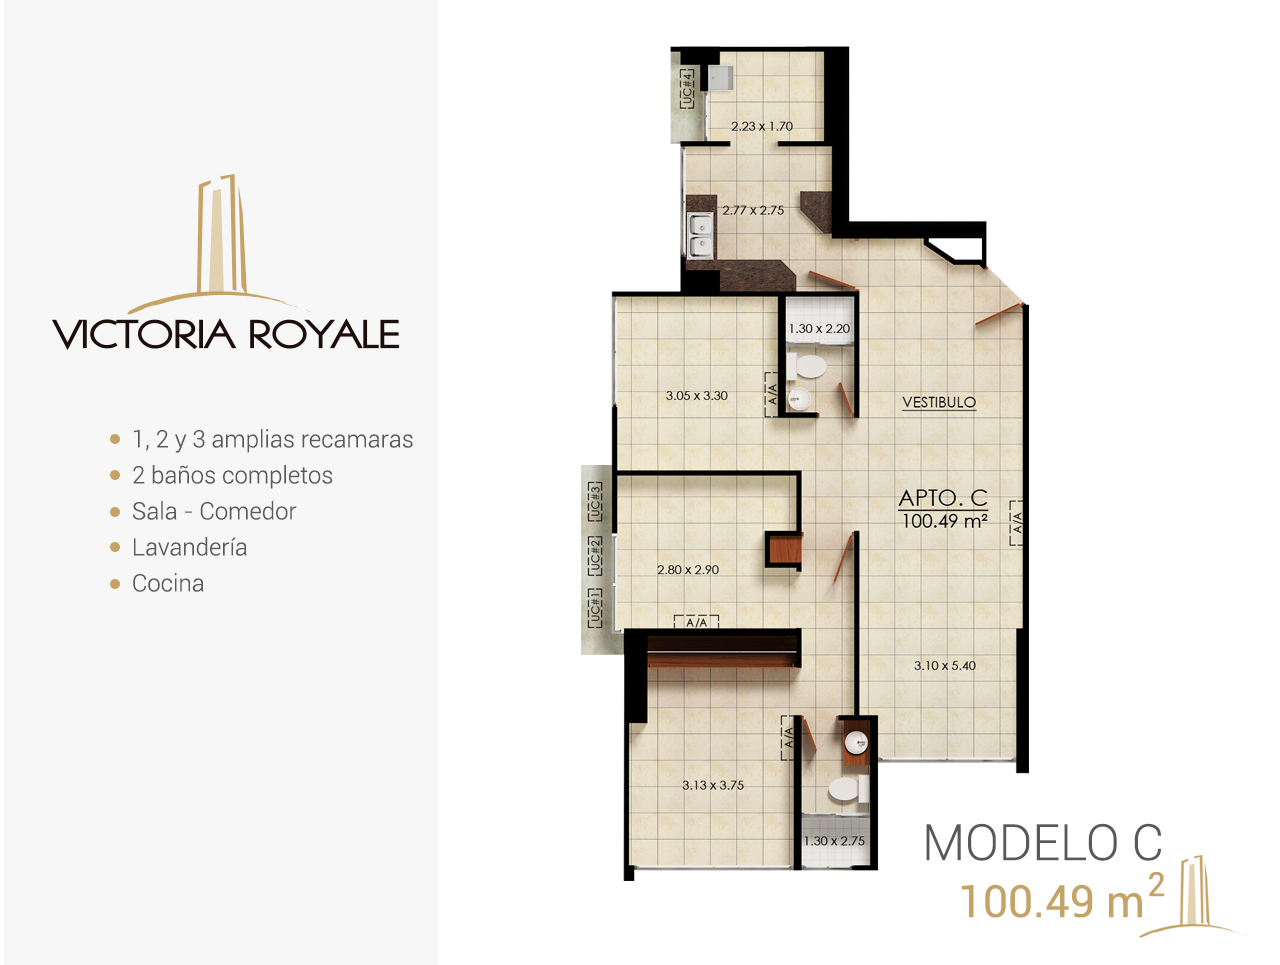 VICTORIA ROYALE
1, 2 y 3 amplias recamaras
2 baños completos
Sala - Comedor
Lavandería
Cocina
UC#4
2.23 x 1.70
2.77 x 2.75
1.30 x 2.20
3.05 x 3.30
A/A
VESTIBULO
UC#3
APTO. C
100.49 m²
A/A
UC#2
2.80 x 2.90
UC#1
A/A
3.10 x 5.40
A/A
3.13 x 3.75
1.30 x 2.75
MODELO C
100.49 m²